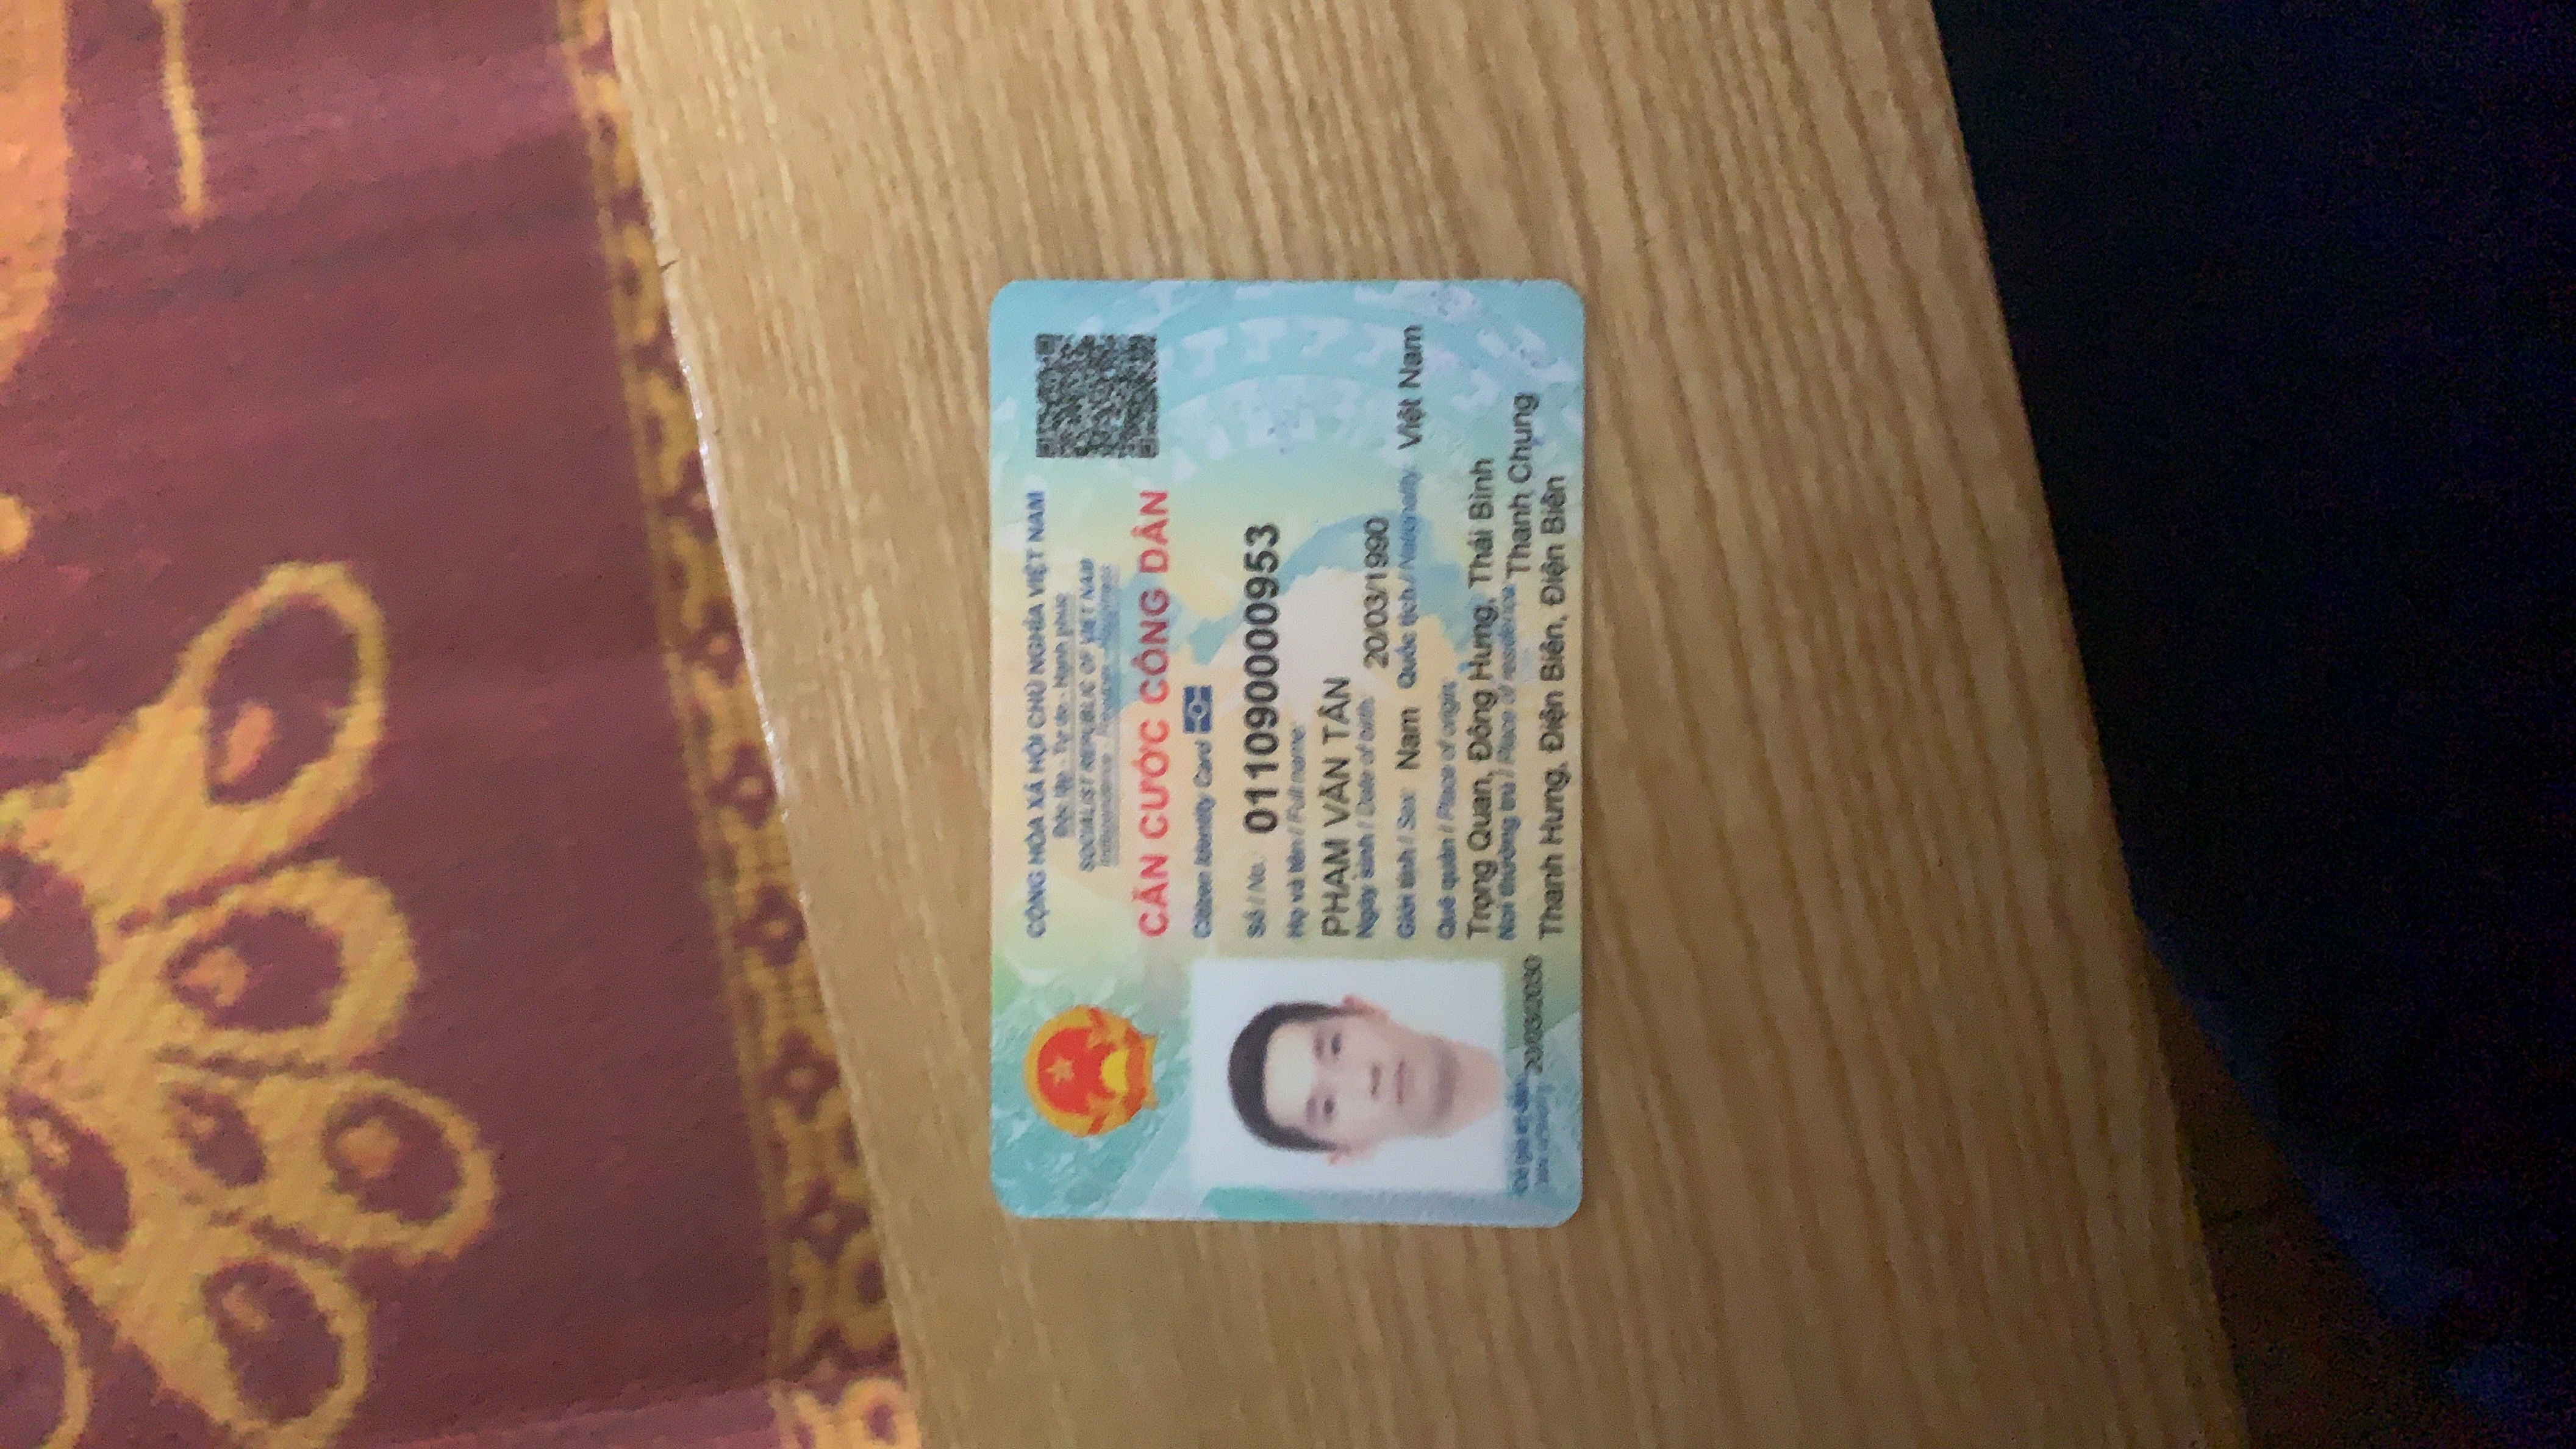 CỘNG HÒA XÃ HỘI CHỦ NGHĨA VIỆT NAM
Độc lập - Tự do - Hạnh phúc
SOCIALIST REPUBLIC OF VIET NAM
Independence - Freedom - Happiness
CĂN CƯỚC CÔNG DÂN
Citizen Identity Card
Số / No.: 011090000953
Họ và tên / Full name:
PHẠM VĂN TÂN
Ngày sinh / Date of birth: 20/03/1990
Giới tính / Sex: Nam Quốc tịch / Nationality: Việt Nam
Quê quán / Place of origin:
Trọng Quan, Đông Hưng, Thái Bình
Nơi thường trú / Place of residence: Thanh Chung
Thanh Hưng, Điện Biên, Điện Biên
Có giá trị đến: 20/03/2030